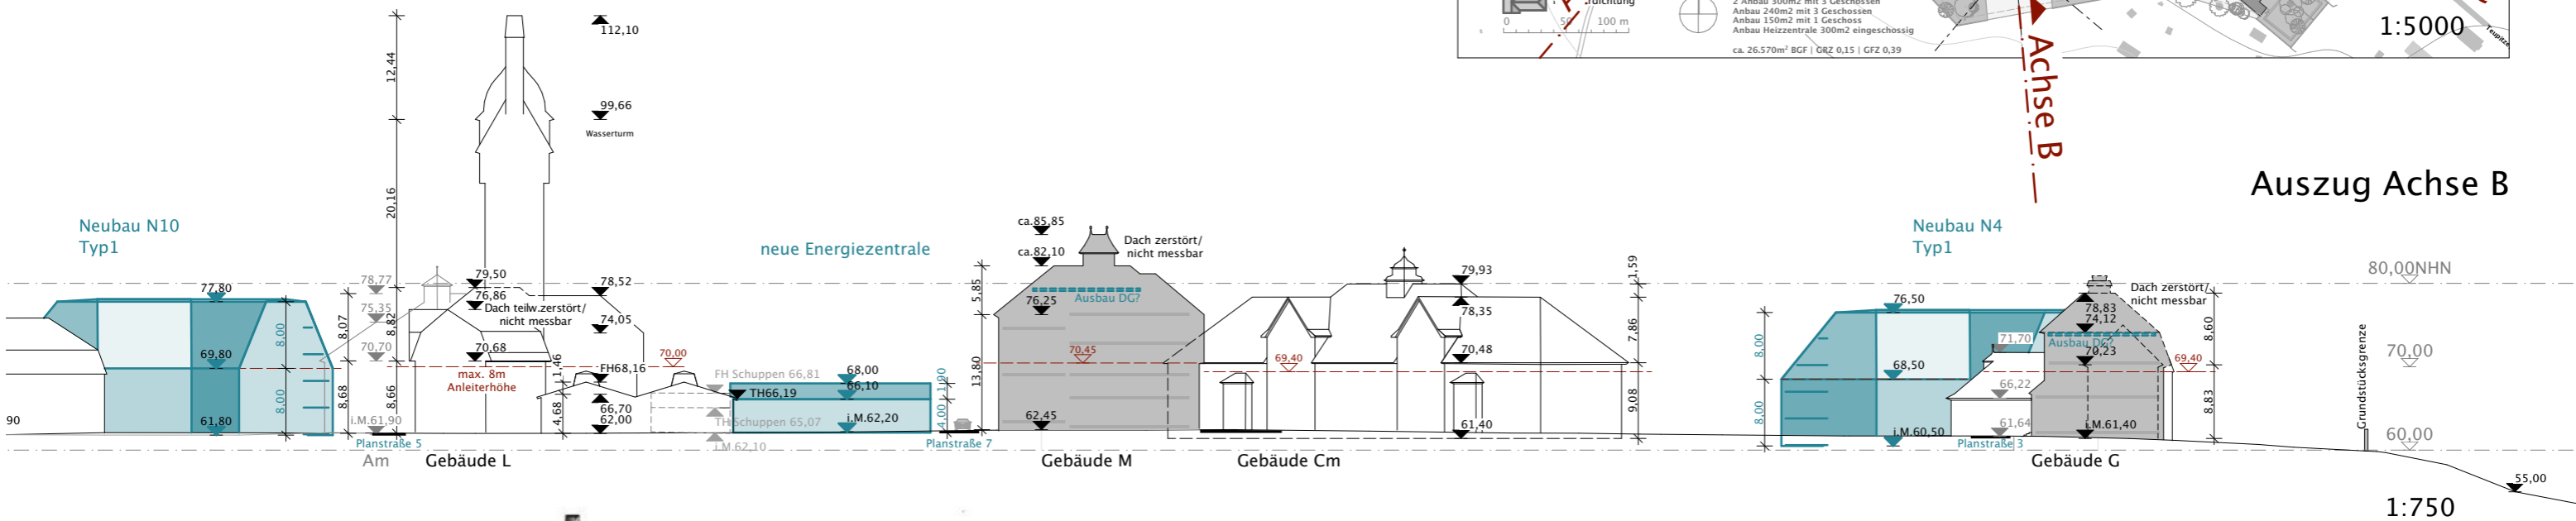 rdichtung
0 50 100 m
2 Anbau 300m2 mit 3 Geschossen
Anbau 240m2 mit 3 Geschossen
Anbau 150m2 mit 1 Geschoss
Anbau Heizzentrale 300m2 eingeschossig
ca. 26.570m² BGF | GRZ 0,15 | GFZ 0,39
1:5000
Achse B
Auszug Achse B
Neubau N10
Typ1
77,80
69,80
61,80
90
8,00
8,00
8,07
8,68
78,77
75,35
70,70
i.M.61,90
Planstraße 5
Am
12,44
20,16
8,82
8,66
112,10
99,66
Wasserturm
79,50
76,86
Dach teilw.zerstört/
nicht messbar
70,68
max. 8m
Anleiterhöhe
78,52
74,05
70,00
1,46
4,68
FH68,16
66,70
62,00
Gebäude L
neue Energiezentrale
FH Schuppen 66,81
TH Schuppen 65,07
i.M.62,10
TH66,19
68,00
66,10
i.M.62,20
1,90
4,00
Planstraße 7
5,85
13,80
ca.85,85
ca.82,10
Dach zerstört/
nicht messbar
Ausbau DG?
76,25
70,45
62,45
Gebäude M
69,40
79,93
78,35
70,48
61,40
1,59
7,86
9,08
Gebäude Cm
Neubau N4
Typ1
8,00
8,00
76,50
68,50
i.M.60,50
71,70
66,22
61,64
Planstraße 3
78,83
74,12
Ausbau DG?
70,23
i.M.61,40
Dach zerstört/
nicht messbar
69,40
8,60
8,83
Gebäude G
Grundstücksgrenze
80,00NHN
70,00
60,00
55,00
1:750